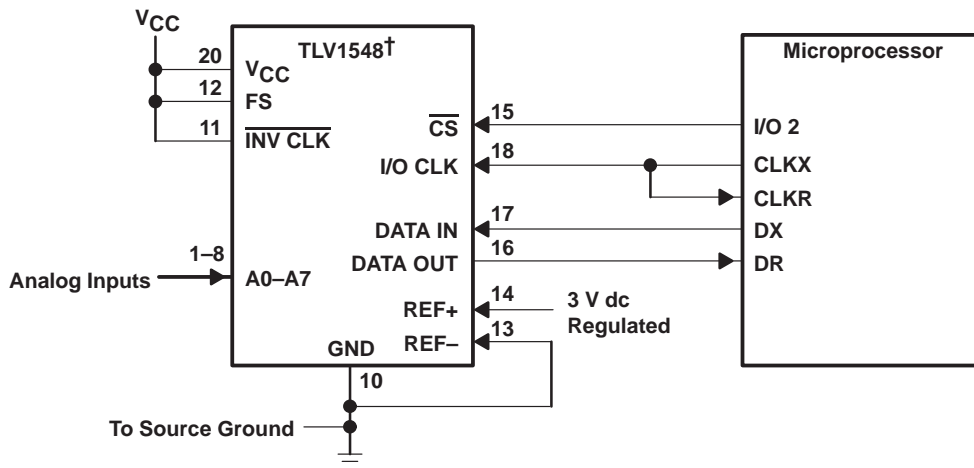 VCC
TLV1548†
Microprocessor
20
VCC
12
FS
11
INV CLK
CS
15
I/O 2
I/O CLK
18
CLKX
CLKR
DATA IN
17
DX
DATA OUT
16
DR
1–8
Analog Inputs
A0–A7
REF+
14
3 V dc
Regulated
REF–
13
GND
10
To Source Ground